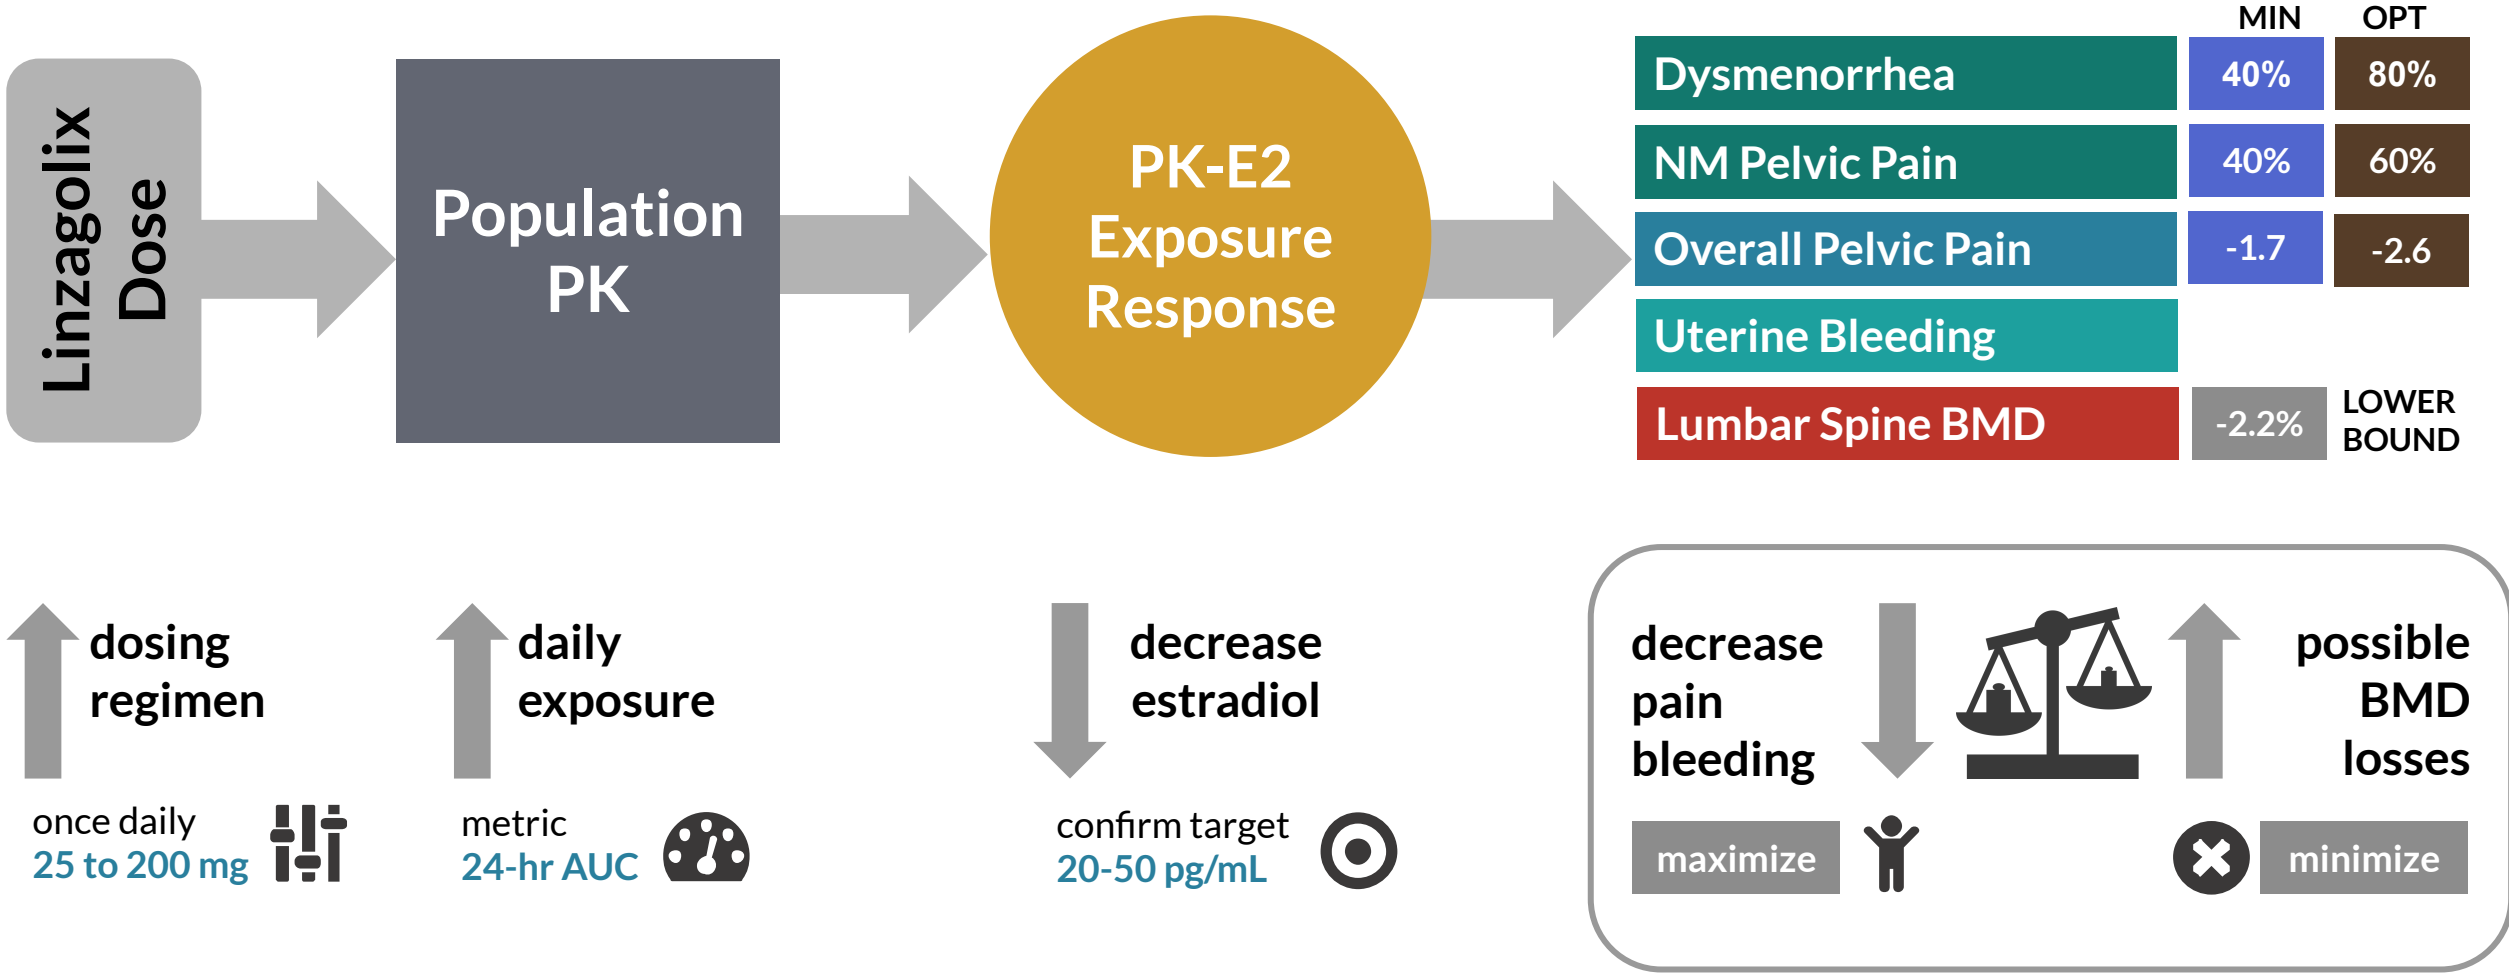 Linzagolix
Dose
Population
PK
PK-E2
Exposure
Response
MIN OPT
Dysmenorrhea 40% 80%
NM Pelvic Pain 40% 60%
Overall Pelvic Pain -1.7 -2.6
Uterine Bleeding
Lumbar Spine BMD -2.2% LOWER
BOUND
dosing
regimen
once daily
25 to 200 mg
daily
exposure
metric
24-hr AUC
decrease
estradiol
confirm target
20-50 pg/mL
decrease
pain
bleeding
maximize
possible
BMD
losses
minimize